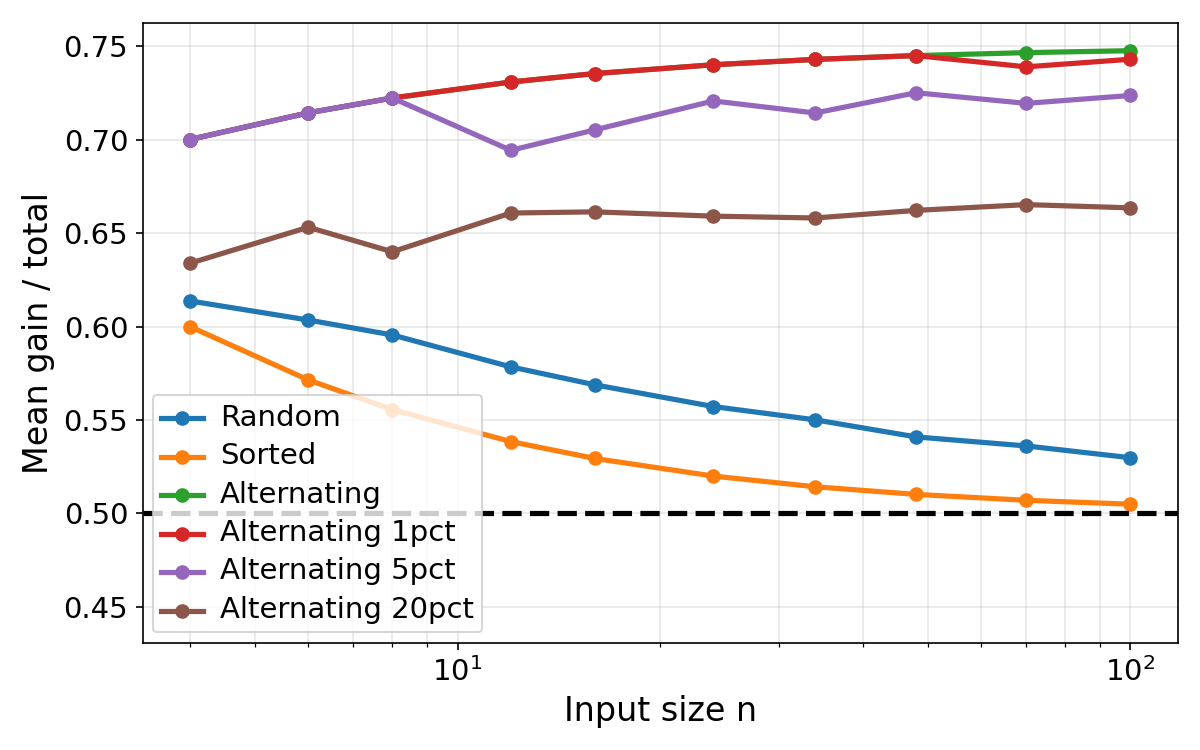 0.75
0.70
0.65
0.60
0.55
0.50
0.45
Mean gain / total
Random
Sorted
Alternating
Alternating 1pct
Alternating 5pct
Alternating 20pct
10¹
10²
Input size n